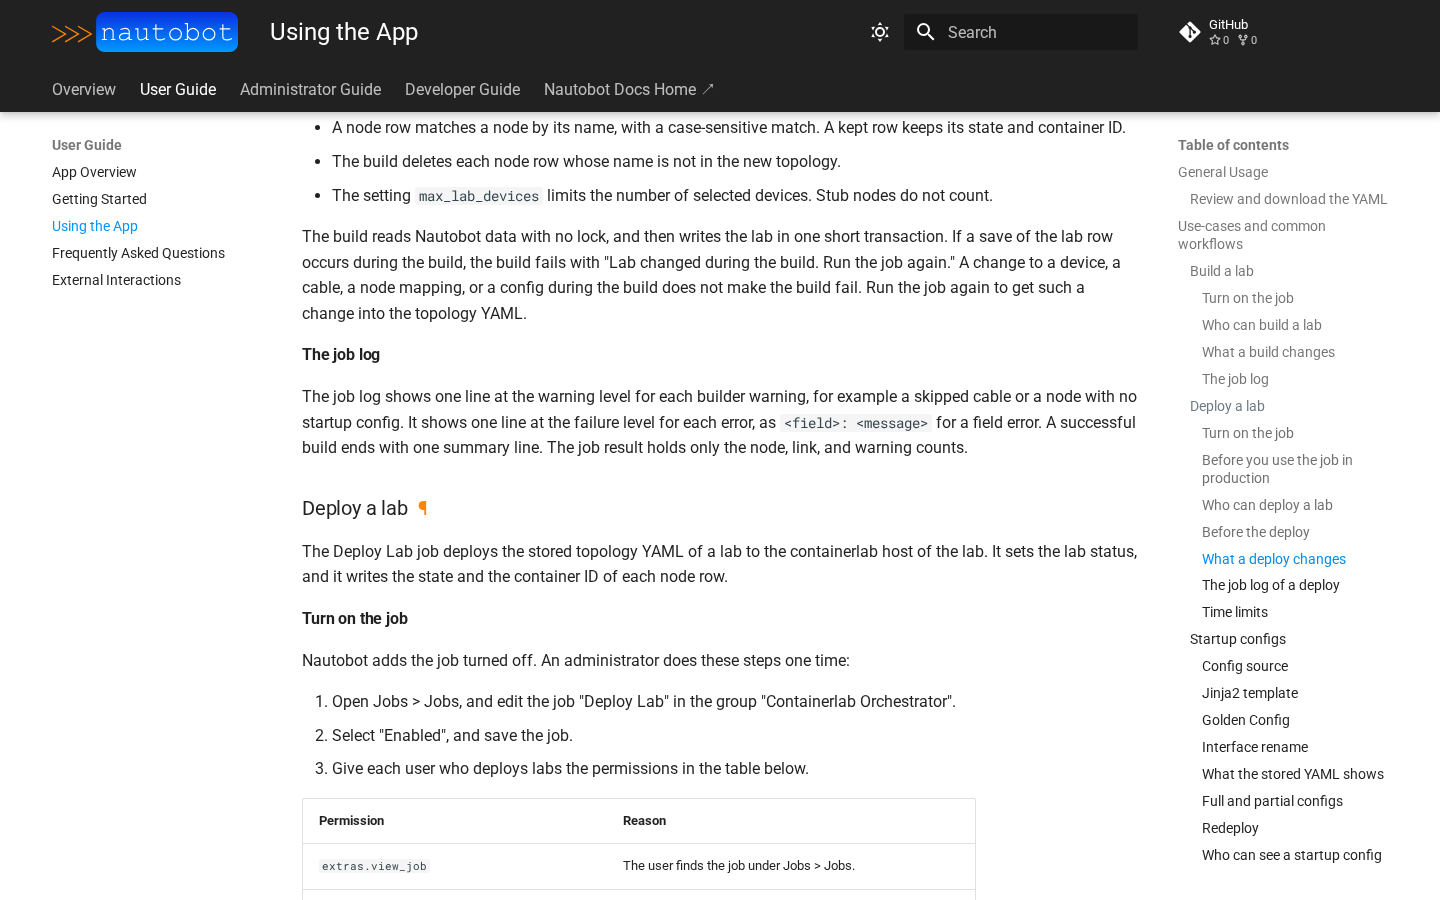 >>> nautobot
Using the App
Search
GitHub
0 0
Overview
User Guide
Administrator Guide
Developer Guide
Nautobot Docs Home ↗
User Guide
App Overview
Getting Started
Using the App
Frequently Asked Questions
External Interactions
• A node row matches a node by its name, with a case-sensitive match. A kept row keeps its state and container ID.
• The build deletes each node row whose name is not in the new topology.
• The setting max_lab_devices limits the number of selected devices. Stub nodes do not count.
The build reads Nautobot data with no lock, and then writes the lab in one short transaction. If a save of the lab row
occurs during the build, the build fails with "Lab changed during the build. Run the job again." A change to a device, a
cable, a node mapping, or a config during the build does not make the build fail. Run the job again to get such a
change into the topology YAML.
The job log
The job log shows one line at the warning level for each builder warning, for example a skipped cable or a node with no
startup config. It shows one line at the failure level for each error, as <field>: <message> for a field error. A successful
build ends with one summary line. The job result holds only the node, link, and warning counts.
Deploy a lab ¶
The Deploy Lab job deploys the stored topology YAML of a lab to the containerlab host of the lab. It sets the lab status,
and it writes the state and the container ID of each node row.
Turn on the job
Nautobot adds the job turned off. An administrator does these steps one time:
1. Open Jobs > Jobs, and edit the job "Deploy Lab" in the group "Containerlab Orchestrator".
2. Select "Enabled", and save the job.
3. Give each user who deploys labs the permissions in the table below.
Permission Reason
extras.view_job The user finds the job under Jobs > Jobs.
Table of contents
General Usage
Review and download the YAML
Use-cases and common
workflows
Build a lab
Turn on the job
Who can build a lab
What a build changes
The job log
Deploy a lab
Turn on the job
Before you use the job in
production
Who can deploy a lab
Before the deploy
What a deploy changes
The job log of a deploy
Time limits
Startup configs
Config source
Jinja2 template
Golden Config
Interface rename
What the stored YAML shows
Full and partial configs
Redeploy
Who can see a startup config